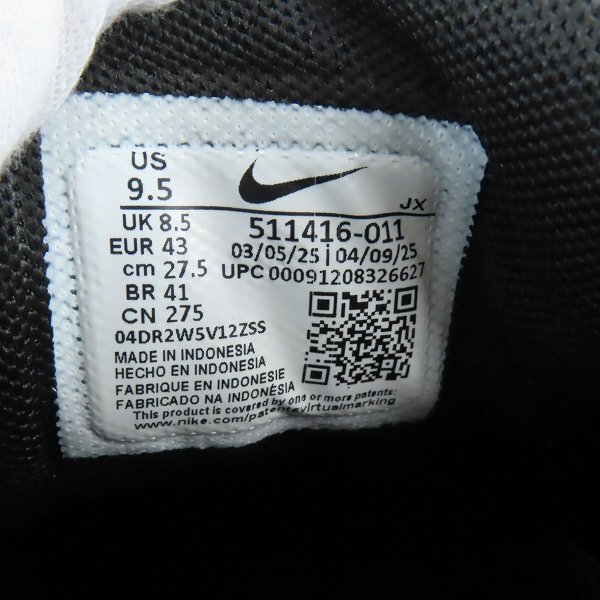 US
9.5
JX
UK 8.5
511416-011
EUR 43
03/05/25 | 04/09/25
cm 27.5
UPC 00091208326627
BR 41
CN 275
04DR2W5V12ZSS
MADE IN INDONESIA
HECHO EN INDONESIA
FABRIQUE EN INDONESIE
FABRICADO NA INDONÉSIA
This product is covered by one or more patents:
www.nike.com/patentsvirtualmarking